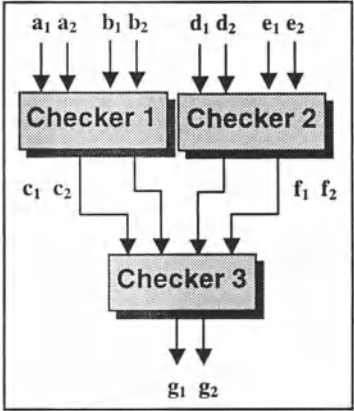 a₁ a₂ b₁ b₂ d₁ d₂ e₁ e₂
Checker 1 Checker 2
c₁ c₂ f₁ f₂
Checker 3
g₁ g₂